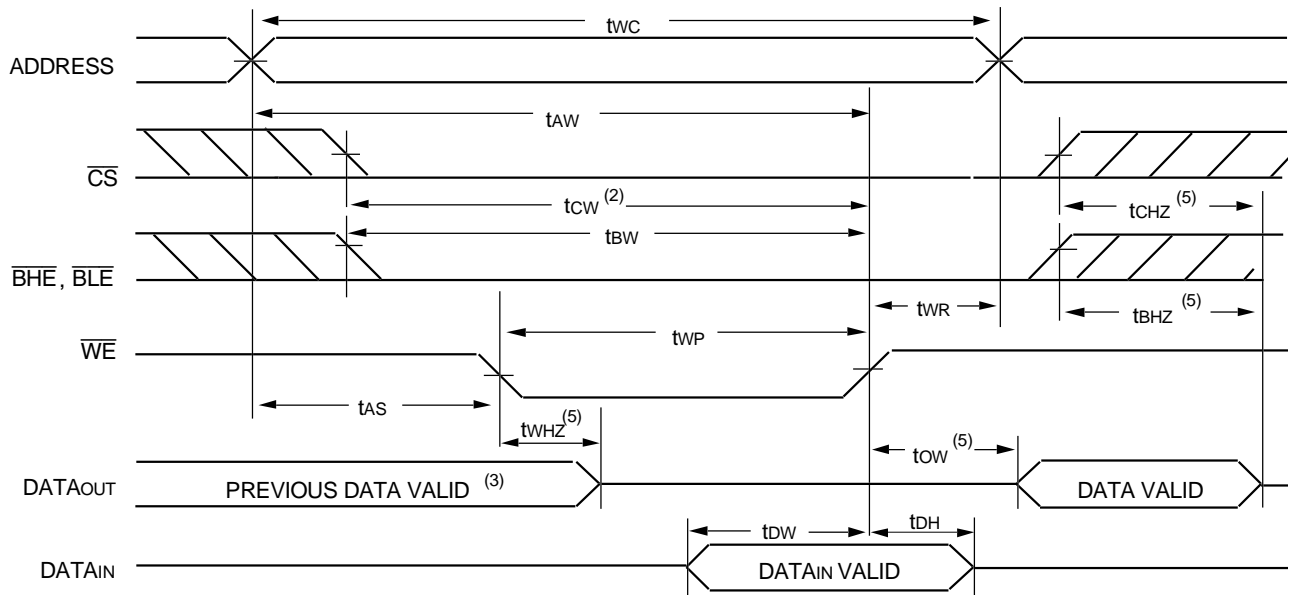 tWC
ADDRESS
tAW
CS
tCW (2)
tCHZ (5)
tBW
BHE, BLE
tWR
tBHZ (5)
tWP
WE
tAS
tWHZ (5)
tOW (5)
DATAOUT
PREVIOUS DATA VALID (3)
DATA VALID
tDW
tDH
DATAIN
DATAIN VALID